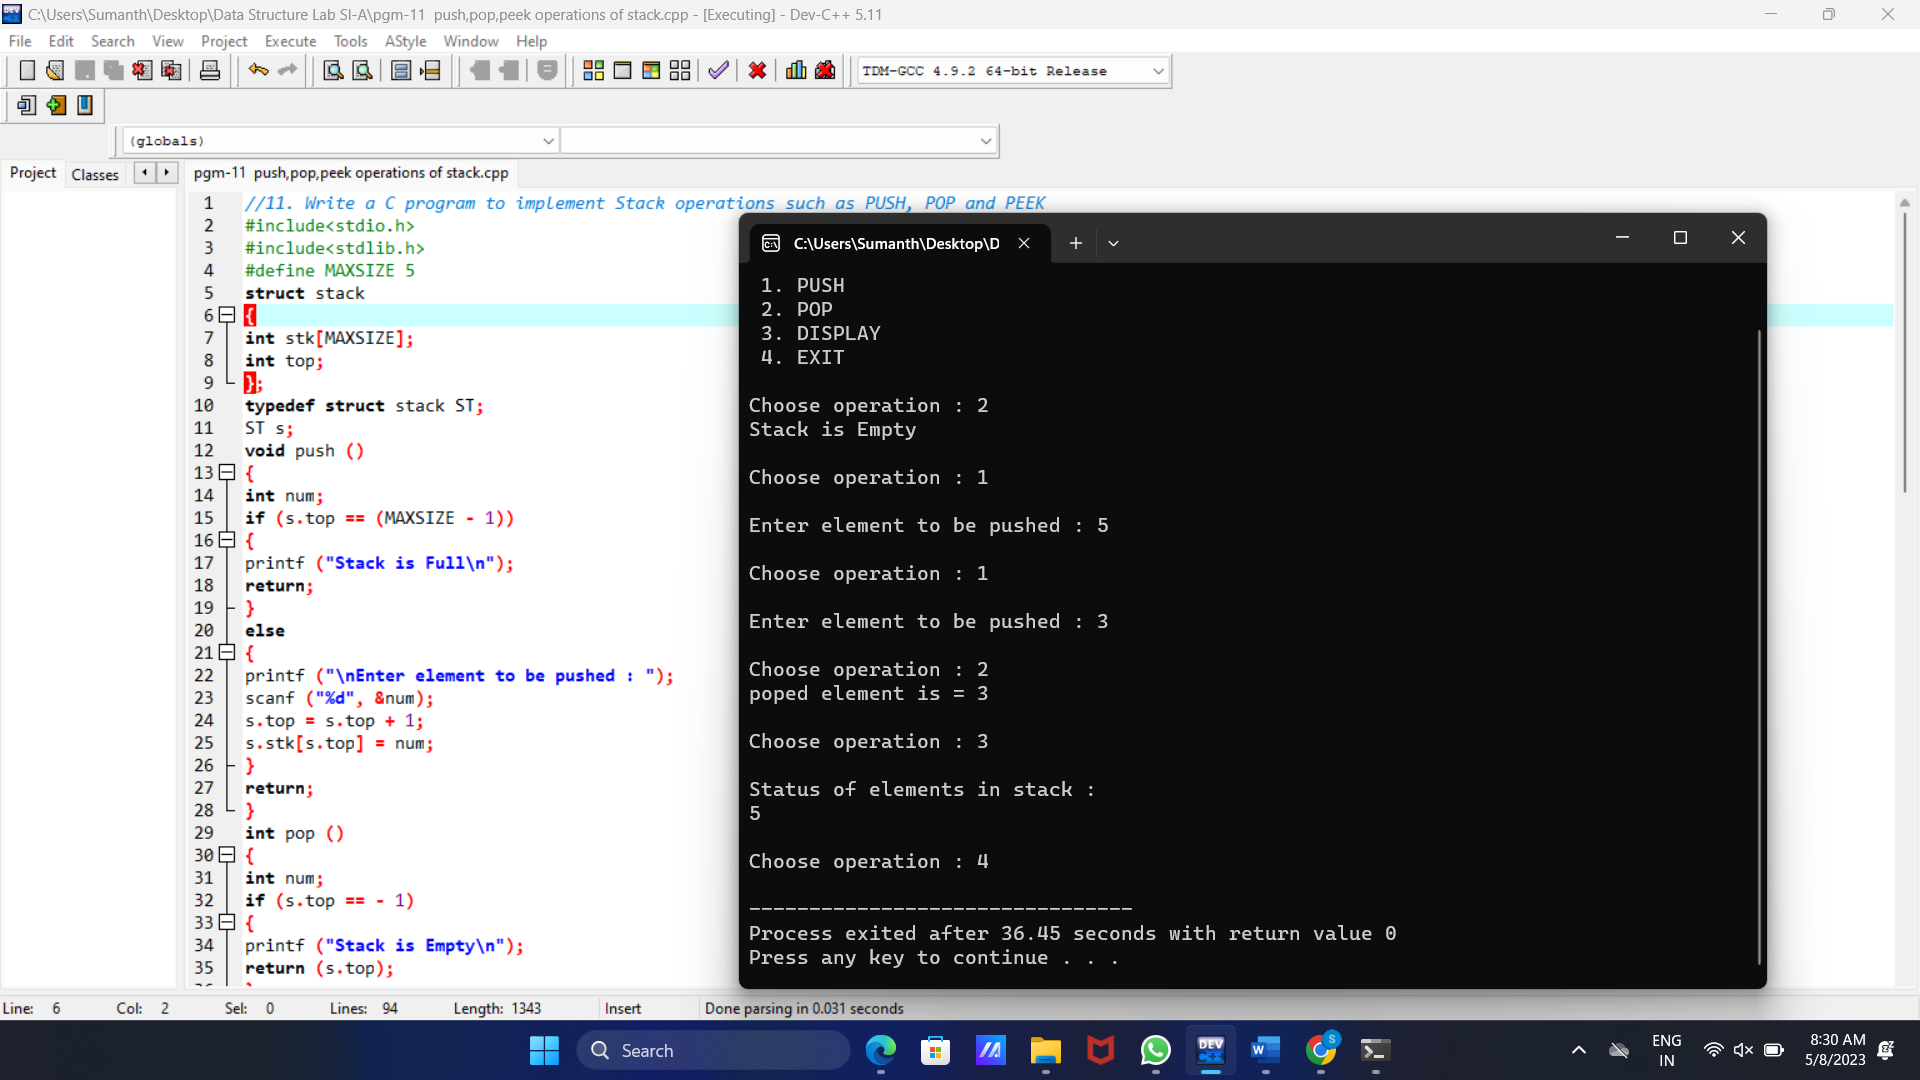 C:\Users\Sumanth\Desktop\Data Structure Lab SI-A\pgm-11  push,pop,peek operations of stack.cpp - [Executing] - Dev-C++ 5.11
File Edit Search View Project Execute Tools AStyle Window Help
TDM-GCC 4.9.2 64-bit Release
(globals)
Project Classes
pgm-11  push,pop,peek operations of stack.cpp
1 //11. Write a C program to implement Stack operations such as PUSH, POP and PEEK
2 #include<stdio.h>
3 #include<stdlib.h>
4 #define MAXSIZE 5
5 struct stack
6 {
7 int stk[MAXSIZE];
8 int top;
9 };
10 typedef struct stack ST;
11 ST s;
12 void push ()
13 {
14 int num;
15 if (s.top == (MAXSIZE - 1))
16 {
17 printf ("Stack is Full\n");
18 return;
19 }
20 else
21 {
22 printf ("\nEnter element to be pushed : ");
23 scanf ("%d", &num);
24 s.top = s.top + 1;
25 s.stk[s.top] = num;
26 }
27 return;
28 }
29 int pop ()
30 {
31 int num;
32 if (s.top == - 1)
33 {
34 printf ("Stack is Empty\n");
35 return (s.top);
C:\Users\Sumanth\Desktop\D
1. PUSH
2. POP
3. DISPLAY
4. EXIT
Choose operation : 2
Stack is Empty
Choose operation : 1
Enter element to be pushed : 5
Choose operation : 1
Enter element to be pushed : 3
Choose operation : 2
poped element is = 3
Choose operation : 3
Status of elements in stack :
5
Choose operation : 4
--------------------------------
Process exited after 36.45 seconds with return value 0
Press any key to continue . . .
Line: 6 Col: 2 Sel: 0 Lines: 94 Length: 1343 Insert Done parsing in 0.031 seconds
Search
DEV
C++
W
S
ENG
IN
8:30 AM
5/8/2023